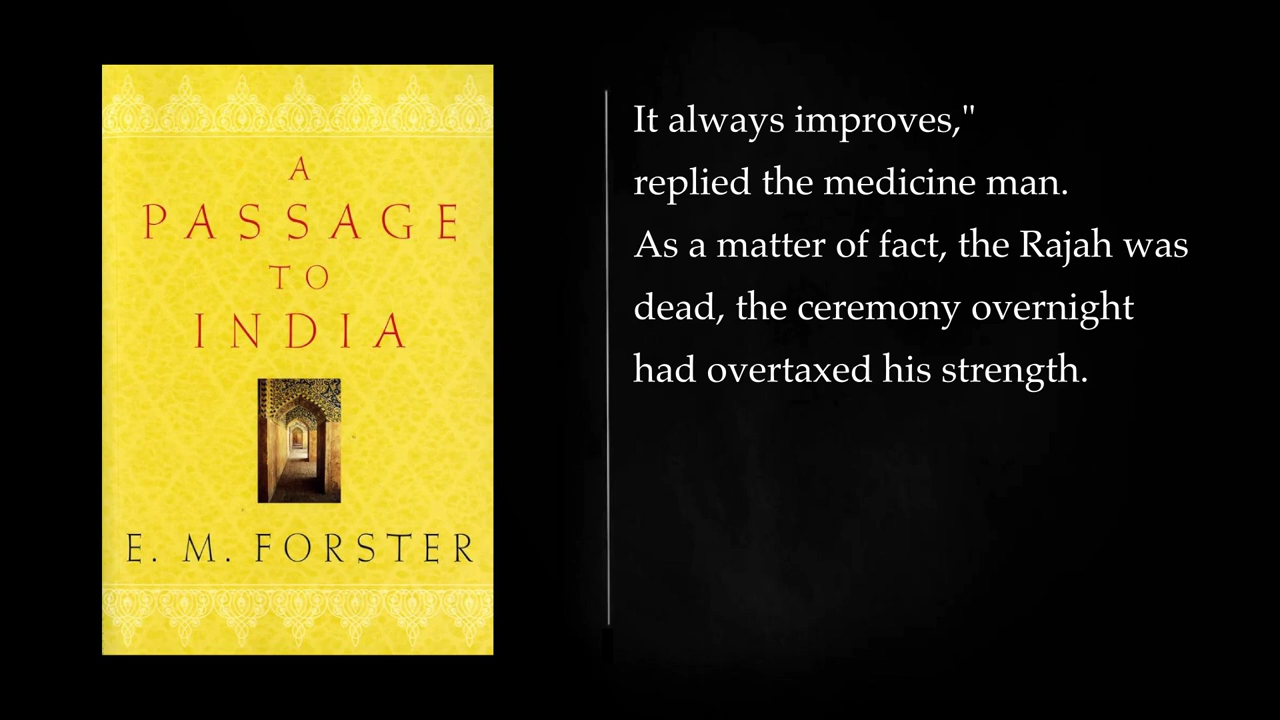 A
PASSAGE
TO
INDIA
E. M. FORSTER
It always improves,"
replied the medicine man.
As a matter of fact, the Rajah was
dead, the ceremony overnight
had overtaxed his strength.